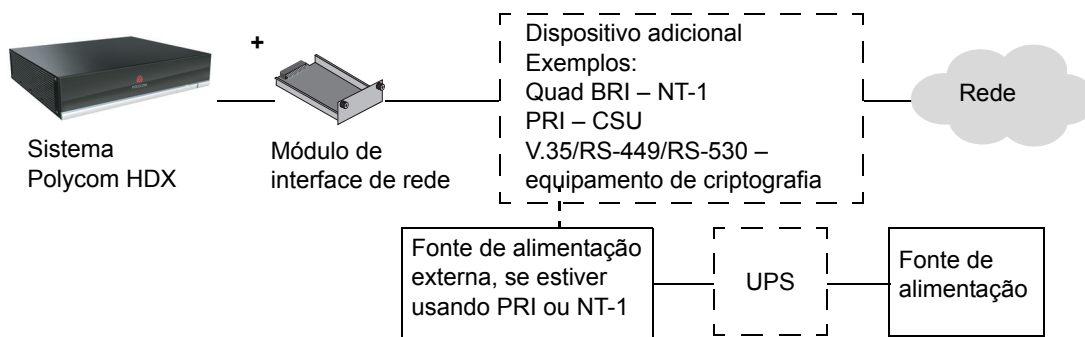 +
Sistema
Polycom HDX
Módulo de
interface de rede
Dispositivo adicional
Exemplos:
Quad BRI – NT-1
PRI – CSU
V.35/RS-449/RS-530 –
equipamento de criptografia
Rede
Fonte de alimentação
externa, se estiver
usando PRI ou NT-1
UPS
Fonte de
alimentação